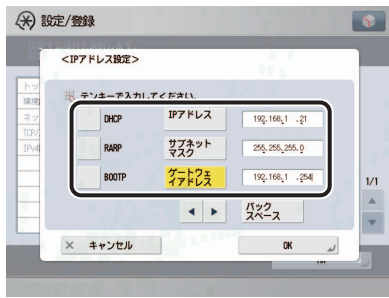 設定/登録
<IPアドレス設定>
テンキーで入力してください。
DHCP
IPアドレス
192.168.1 .21
RARP
サブネット
マスク
255.255.255.0
BOOTP
ゲートウェ
イアドレス
192.168.1 .254
1/1
バック
スペース
× キャンセル
OK